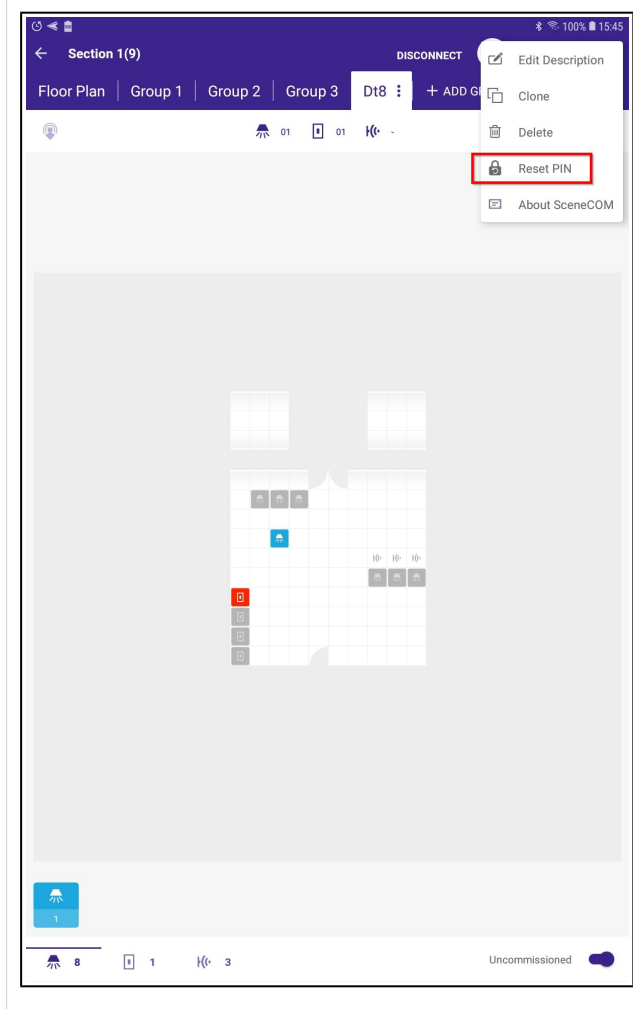 100% 15:45
Section 1(9)
DISCONNECT
Edit Description
Floor Plan
Group 1
Group 2
Group 3
Dt8
+ ADD G
Clone
01
01
-
Delete
Reset PIN
About SceneCOM
1
8
1
3
Uncommissioned